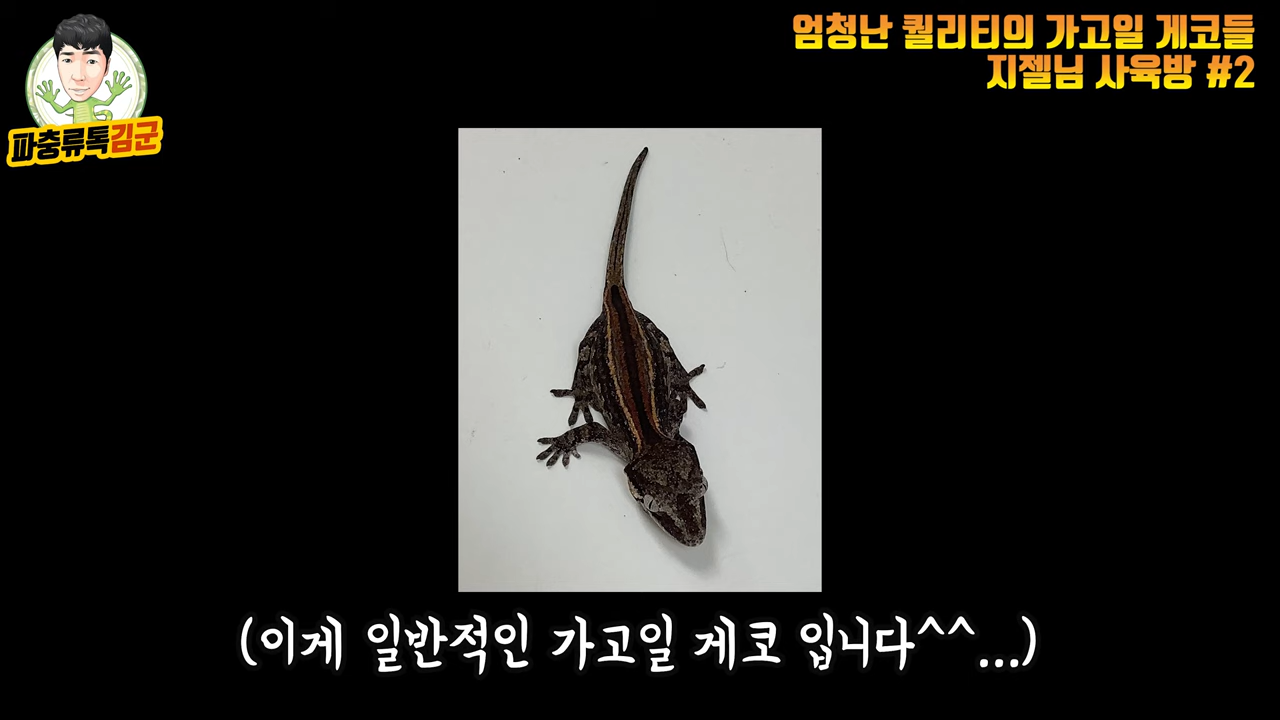 엄청난 퀄리티의 가고일 게코들
지젤님 사육방 #2
파충류톡김군
(이게 일반적인 가고일 게코 입니다^^...)